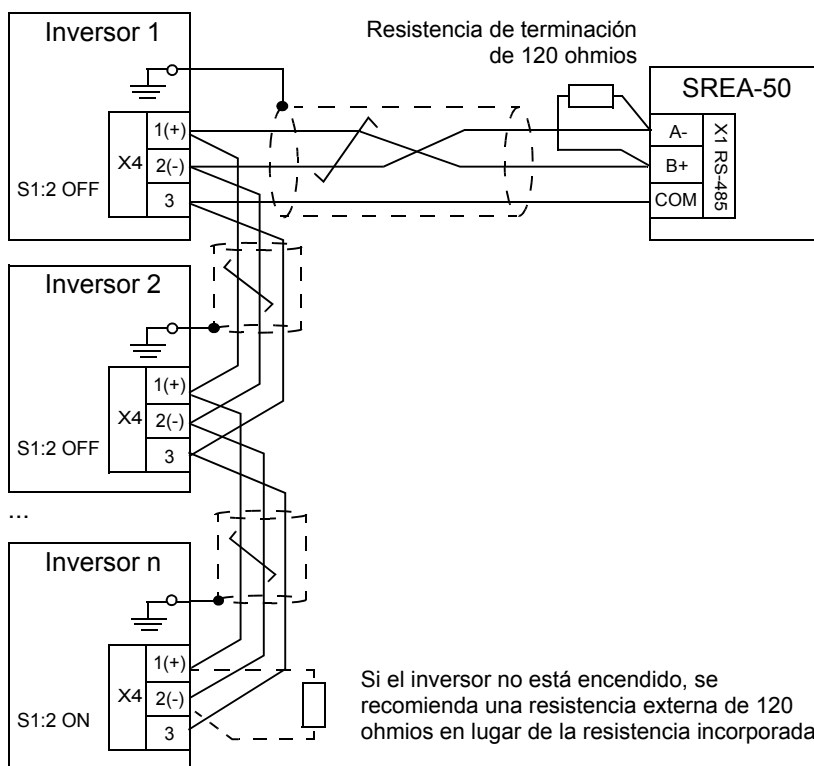 Inversor 1
1(+)
X4
2(-)
3
S1:2 OFF
Resistencia de terminación
de 120 ohmios
SREA-50
A-
B+
COM
X1 RS-485
Inversor 2
1(+)
X4
2(-)
3
S1:2 OFF
...
Inversor n
1(+)
X4
2(-)
3
S1:2 ON
Si el inversor no está encendido, se
recomienda una resistencia externa de 120
ohmios en lugar de la resistencia incorporada